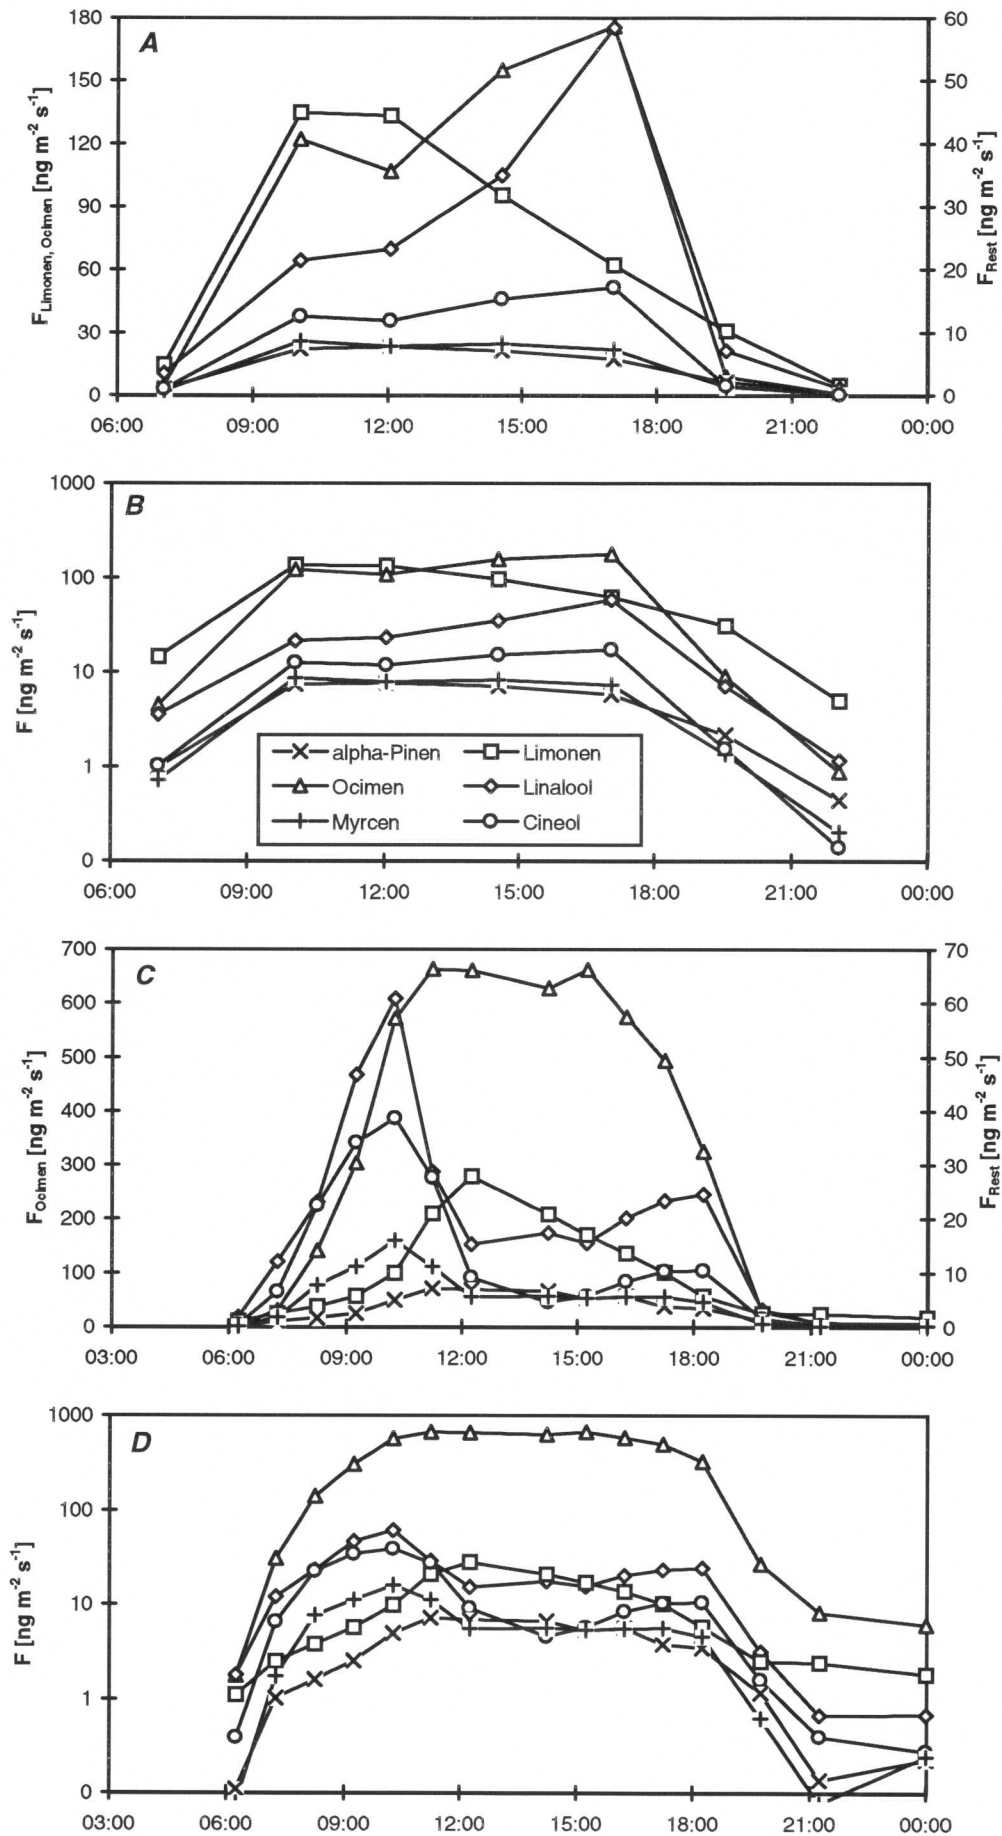 A
180
150
120
90
60
30
0
F Limonen, Ocimen [ng m-2 s-1]
60
50
40
30
20
10
0
F Rest [ng m-2 s-1]
06:00 09:00 12:00 15:00 18:00 21:00 00:00
B
1000
100
10
1
0
F [ng m-2 s-1]
alpha-Pinen Limonen
Ocimen Linalool
Myrcen Cineol
06:00 09:00 12:00 15:00 18:00 21:00 00:00
C
700
600
500
400
300
200
100
0
F Ocimen [ng m-2 s-1]
70
60
50
40
30
20
10
0
F Rest [ng m-2 s-1]
03:00 06:00 09:00 12:00 15:00 18:00 21:00 00:00
D
1000
100
10
1
0
F [ng m-2 s-1]
03:00 06:00 09:00 12:00 15:00 18:00 21:00 00:00